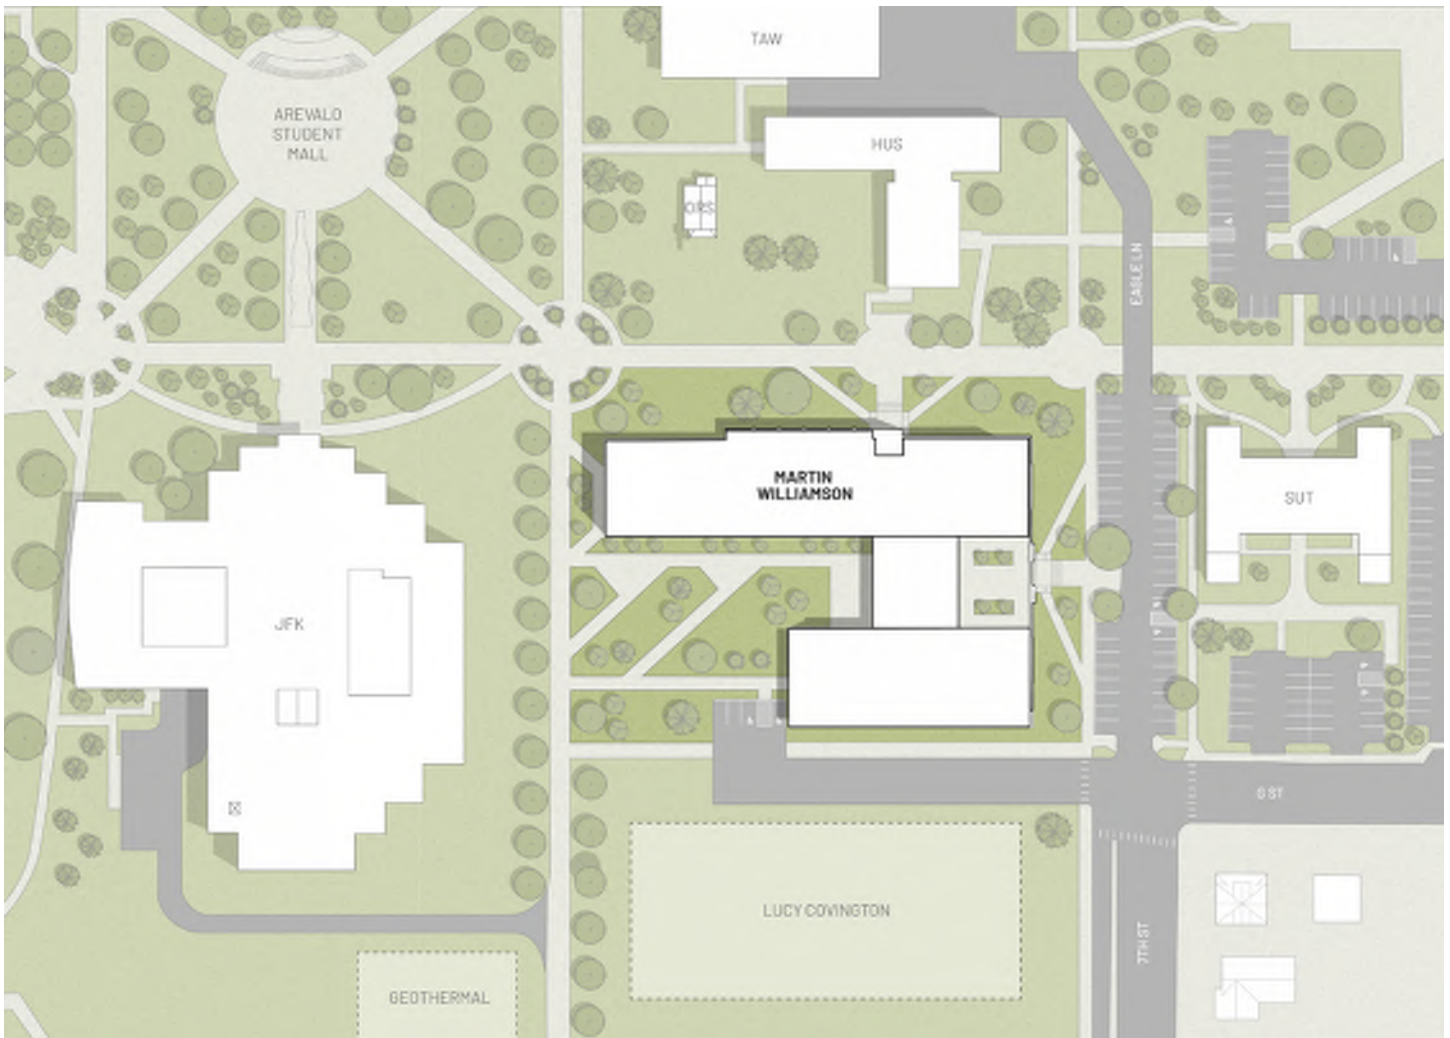 TAW
AREVALO
STUDENT
MALL
HUS
ORS
EAGLE LN
MARTIN
WILLIAMSON
SUT
JFK
G ST
LUCY COVINGTON
7TH ST
GEOTHERMAL